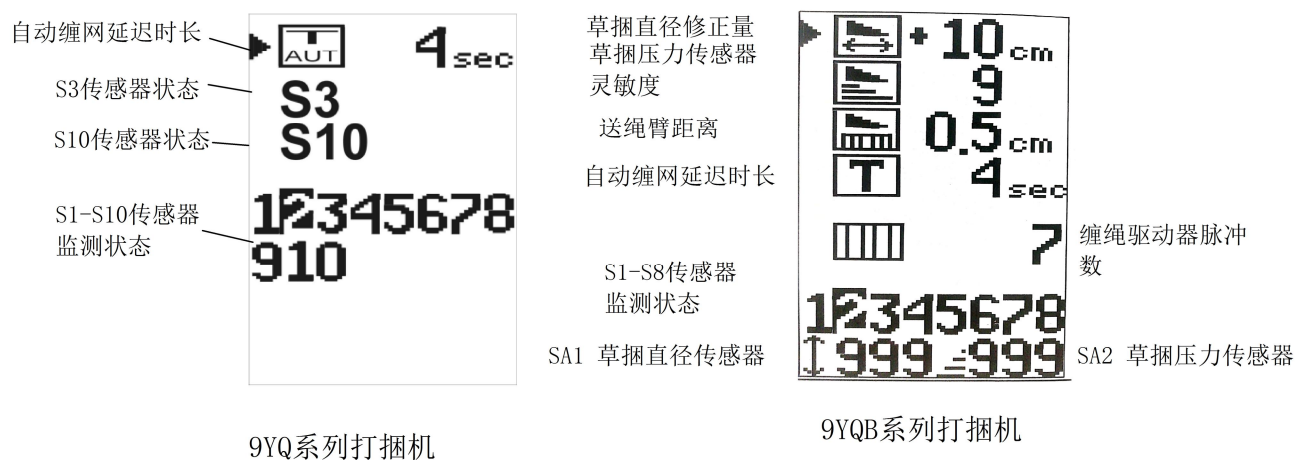 自动缠网延迟时长
AUT
4sec
S3传感器状态
S3
S10传感器状态
S10
S1-S10传感器
监测状态
12345678
910
9YQ系列打捆机
草捆直径修正量
+10cm
草捆压力传感器
灵敏度
9
送绳臂距离
0.5cm
自动缠网延迟时长
T
4sec
7
缠绳驱动器脉冲
数
S1-S8传感器
监测状态
12345678
SA1 草捆直径传感器
999
999
SA2 草捆压力传感器
9YQB系列打捆机